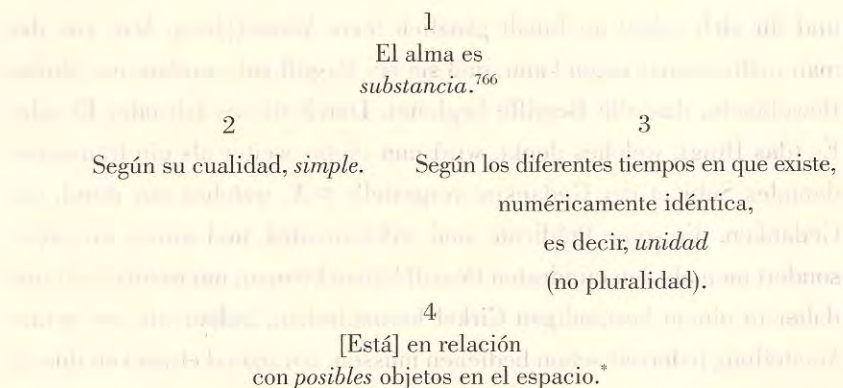 1
El alma es
substancia.⁷⁶⁶
2
Según su cualidad, simple.
3
Según los diferentes tiempos en que existe,
numéricamente idéntica,
es decir, unidad
(no pluralidad).
4
[Está] en relación
con posibles objetos en el espacio.*